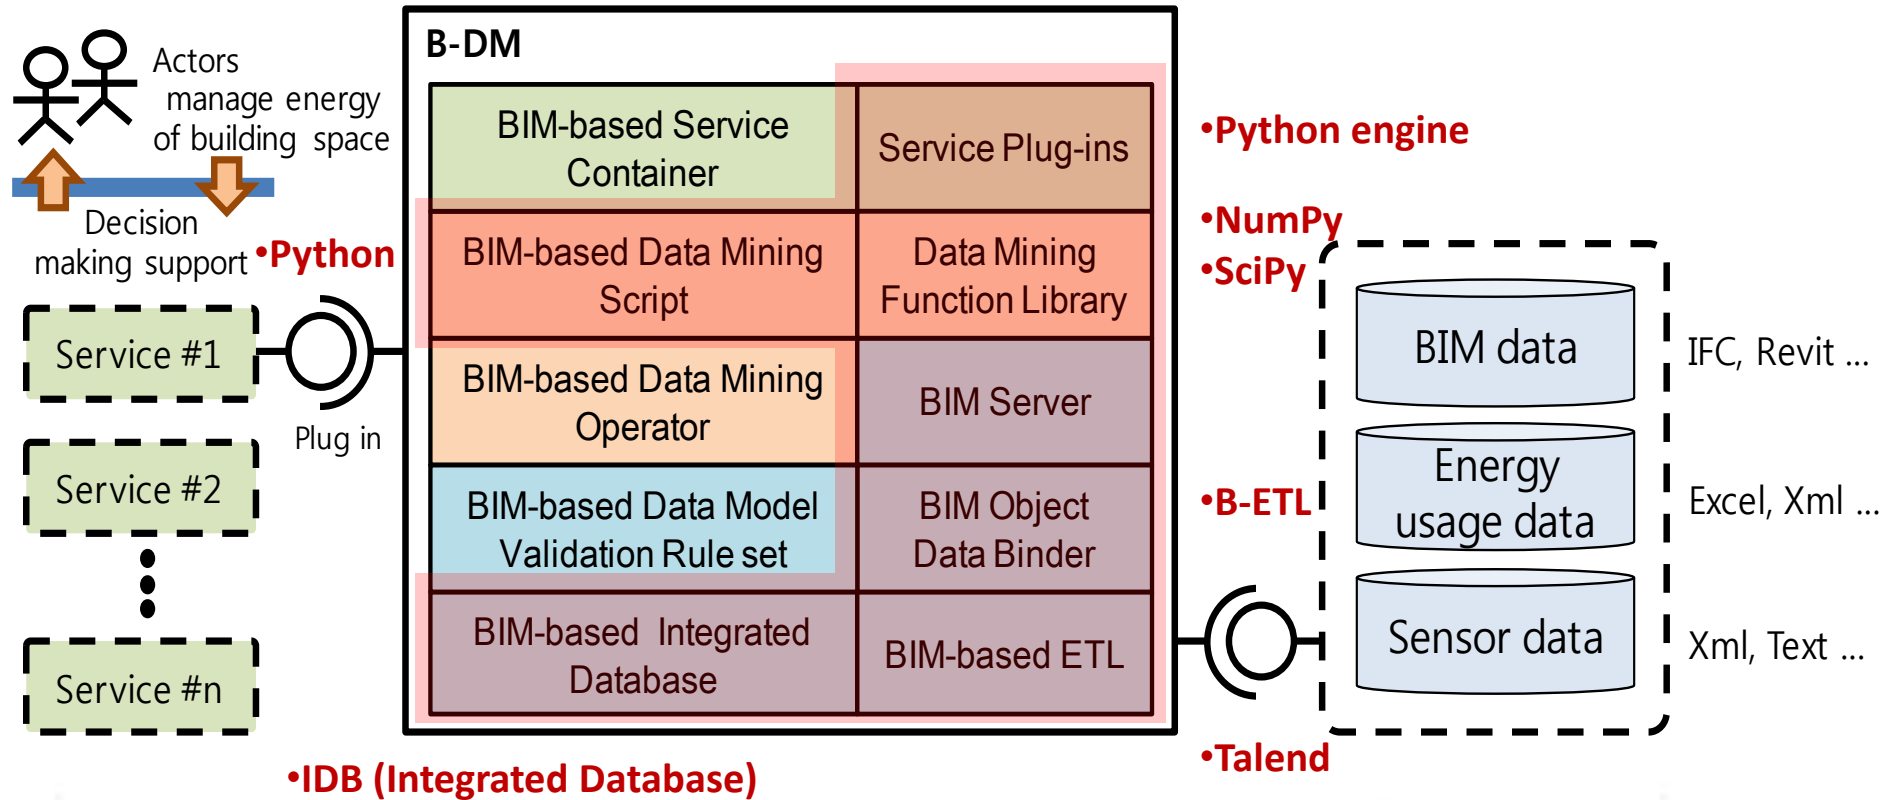 Actors
manage energy
of building space
Decision
making support
•Python
Service #1
Plug in
Service #2
Service #n
B-DM
BIM-based Service
Container
Service Plug-ins
BIM-based Data Mining
Script
Data Mining
Function Library
BIM-based Data Mining
Operator
BIM Server
BIM-based Data Model
Validation Rule set
BIM Object
Data Binder
BIM-based Integrated
Database
BIM-based ETL
•IDB (Integrated Database)
•Python engine
•NumPy
•SciPy
•B-ETL
•Talend
BIM data
IFC, Revit ...
Energy
usage data
Excel, Xml ...
Sensor data
Xml, Text ...